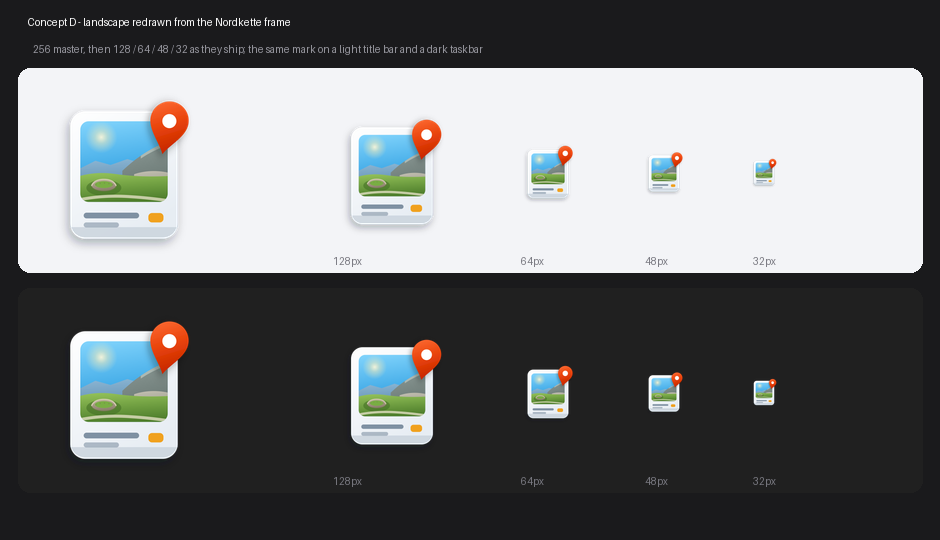 Concept D - landscape redrawn from the Nordkette frame
256 master, then 128 / 64 / 48 / 32 as they ship; the same mark on a light title bar and a dark taskbar
128px 64px 48px 32px
128px 64px 48px 32px